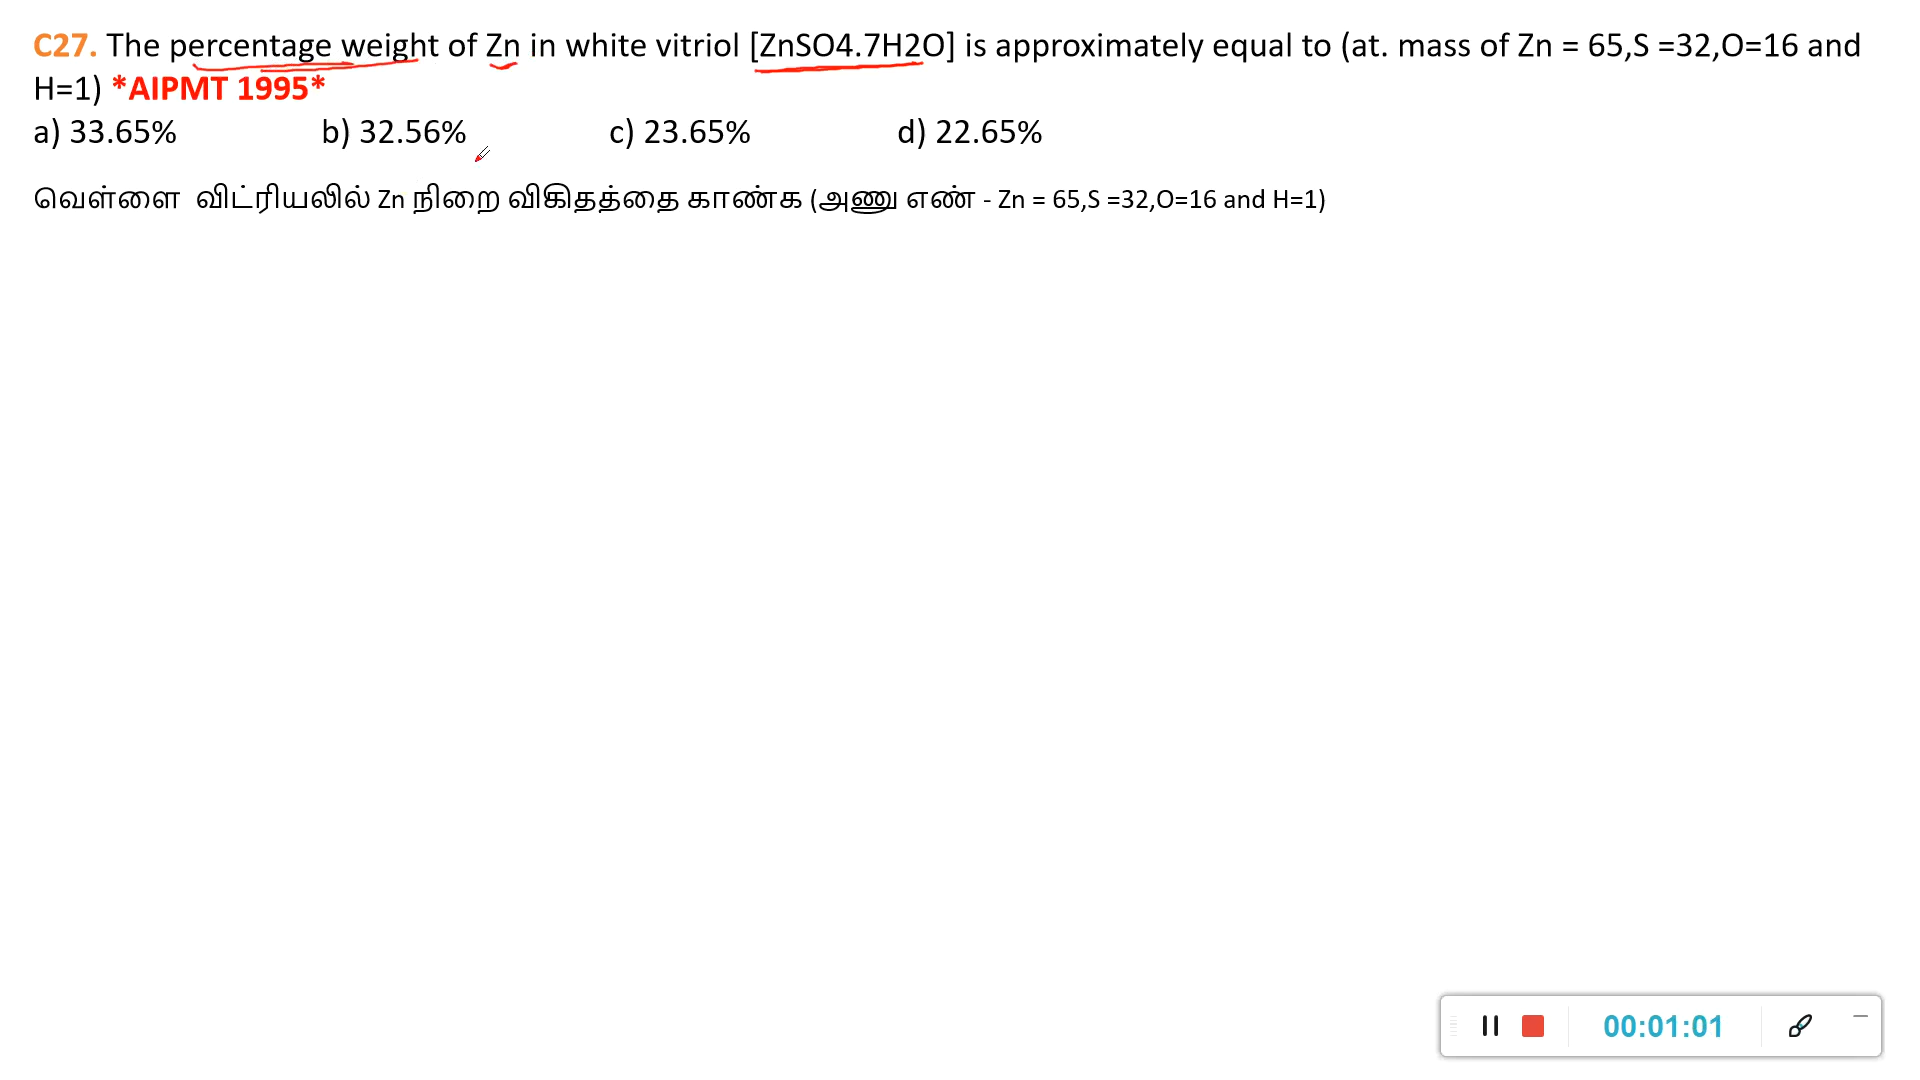 C27. The percentage weight of Zn in white vitriol [ZnSO4.7H2O] is approximately equal to (at. mass of Zn = 65,S =32,O=16 and
H=1) *AIPMT 1995*
a) 33.65% b) 32.56% c) 23.65% d) 22.65%
வெள்ளை விட்ரியலில் Zn நிறை விகிதத்தை காண்க (அணு எண் - Zn = 65,S =32,O=16 and H=1)
00:01:01